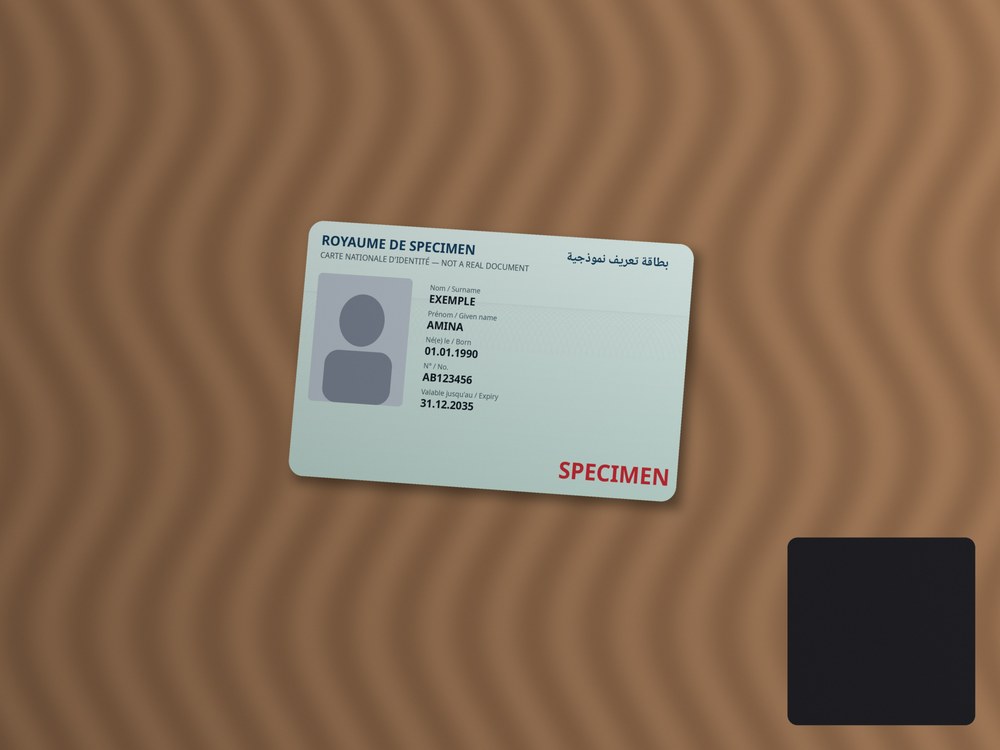 ROYAUME DE SPECIMEN
بطاقة تعريف نموذجية
CARTE NATIONALE D'IDENTITÉ — NOT A REAL DOCUMENT
Nom / Surname
EXEMPLE
Prénom / Given name
AMINA
Né(e) le / Born
01.01.1990
N° / No.
AB123456
Valable jusqu'au / Expiry
31.12.2035
SPECIMEN